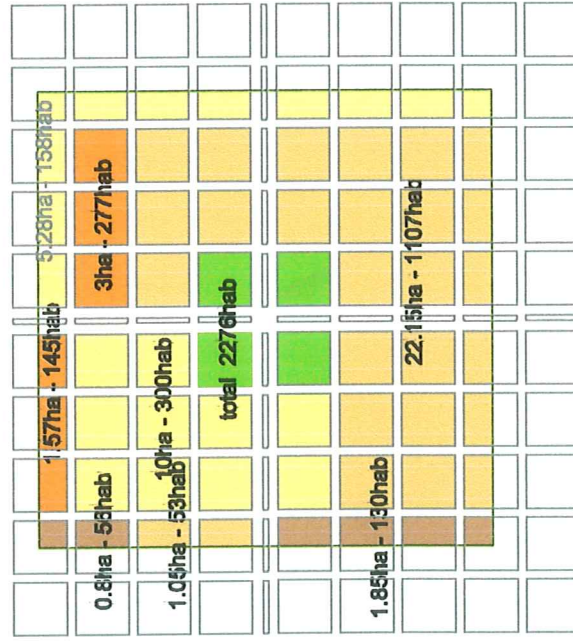 5.28ha - 158hab
3ha - 277hab
1.57ha - 145hab
10ha - 300hab
total 2276hab
22.15ha - 1107hab
0.8ha - 58hab
1.05ha - 53hab
1.85ha - 130hab